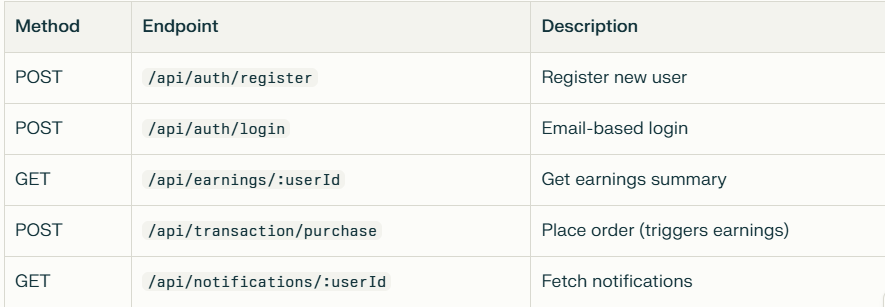 Method Endpoint Description
POST /api/auth/register Register new user
POST /api/auth/login Email-based login
GET /api/earnings/:userId Get earnings summary
POST /api/transaction/purchase Place order (triggers earnings)
GET /api/notifications/:userId Fetch notifications